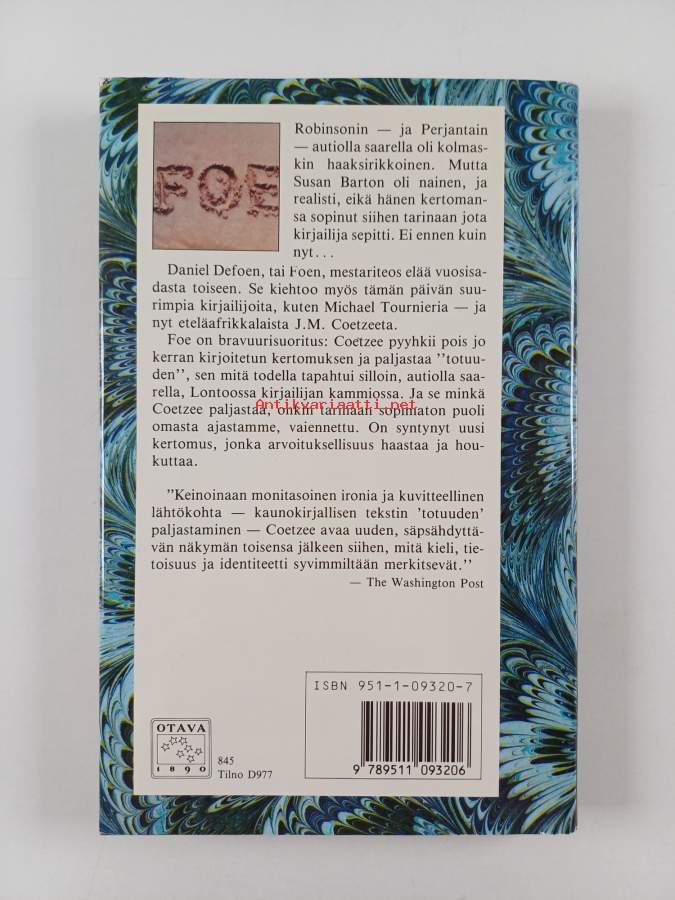 FOE
Robinsonin — ja Perjantain
— autiolla saarella oli kolmas-
kin haaksirikkoinen. Mutta
Susan Barton oli nainen, ja
realisti, eikä hänen kertoman-
sa sopinut siihen tarinaan jota
kirjailija sepitti. Ei ennen kuin
nyt...
Daniel Defoen, tai Foen, mestariteos elää vuosisa-
dasta toiseen. Se kiehtoo myös tämän päivän suu-
rimpia kirjailijoita, kuten Michael Tournieria — ja
nyt eteläafrikkalaista J.M. Coetzeeta.
Foe on bravuurisuoritus: Coetzee pyyhkii pois jo
kerran kirjoitetun kertomuksen ja paljastaa ''totuu-
den'', sen mitä todella tapahtui silloin, autiolla saa-
rella, Lontoossa kirjailijan kammiossa. Ja se minkä
Antikvariaatti.net
Coetzee paljastaa, onkin tarinaan sopimaton puoli
omasta ajastamme, vaiennettu. On syntynyt uusi
kertomus, jonka arvoituksellisuus haastaa ja hou-
kuttaa.
''Keinoinaan monitasoinen ironia ja kuvitteellinen
lähtökohta — kaunokirjallisen tekstin 'totuuden'
paljastaminen — Coetzee avaa uuden, säpsähdyttä-
vän näkymän toisensa jälkeen siihen, mitä kieli, tie-
toisuus ja identiteetti syvimmiltään merkitsevät.''
— The Washington Post
ISBN 951-1-09320-7
9 789511 093206
OTAVA
1890
845
Tilno D977